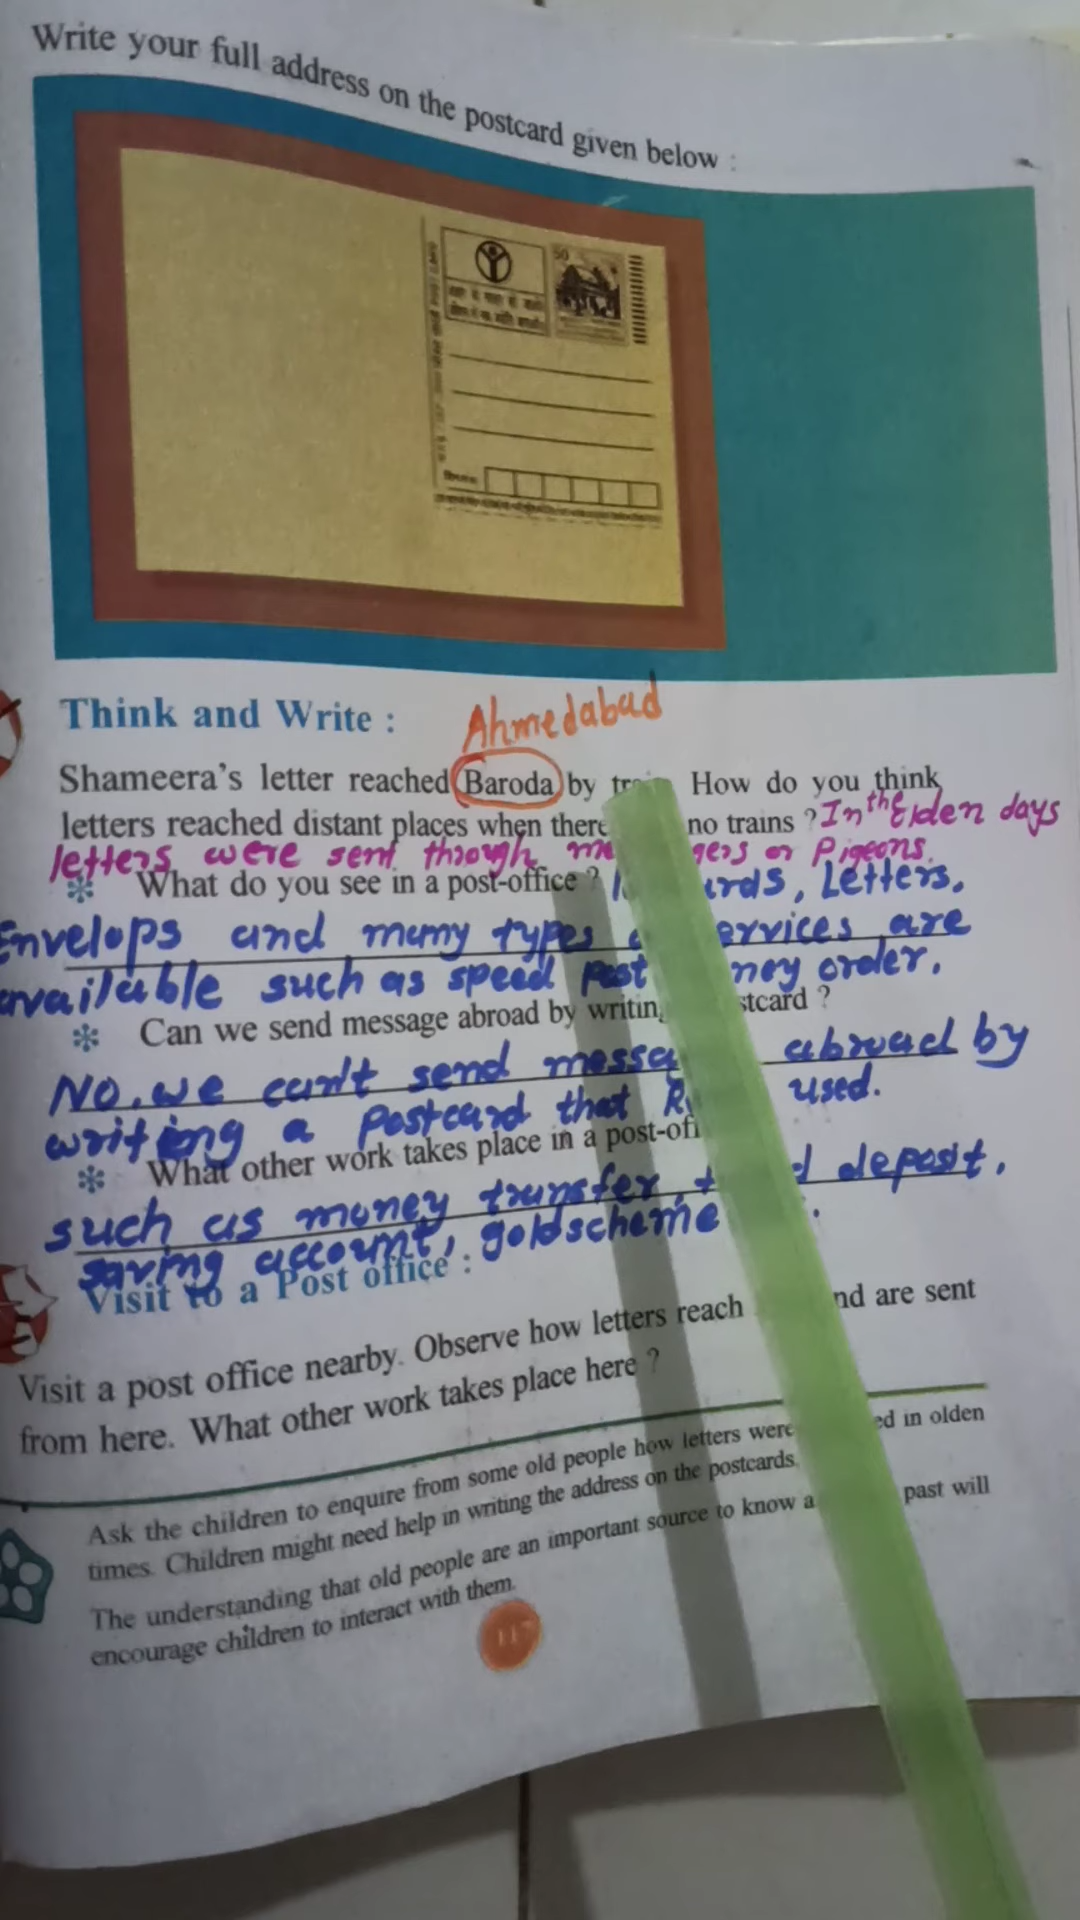 Write your full address on the postcard given below :
50
Think and Write :
Ahmedabad
Shameera's letter reached Baroda by How do you think
letters reached distant places when there no trains ? In the Elden days
letters were sent through or Pigeons.
What do you see in a post-office ? Letters,
Envelops and many types services are
available such as speed Post order.
Can we send message abroad by
No. we can't send abroad by
writing a postcard that used.
What other work takes place in a
such as money transfer, deposit,
saving account, goldscheme
Visit to a Post office :
Visit a post office nearby. Observe how letters reach are sent
from here. What other work takes place here ?
Ask the children to enquire from some old people how letters were in olden
times. Children might need help in writing the address on the postcards.
The understanding that old people are an important source to know past will
encourage children to interact with them.
117